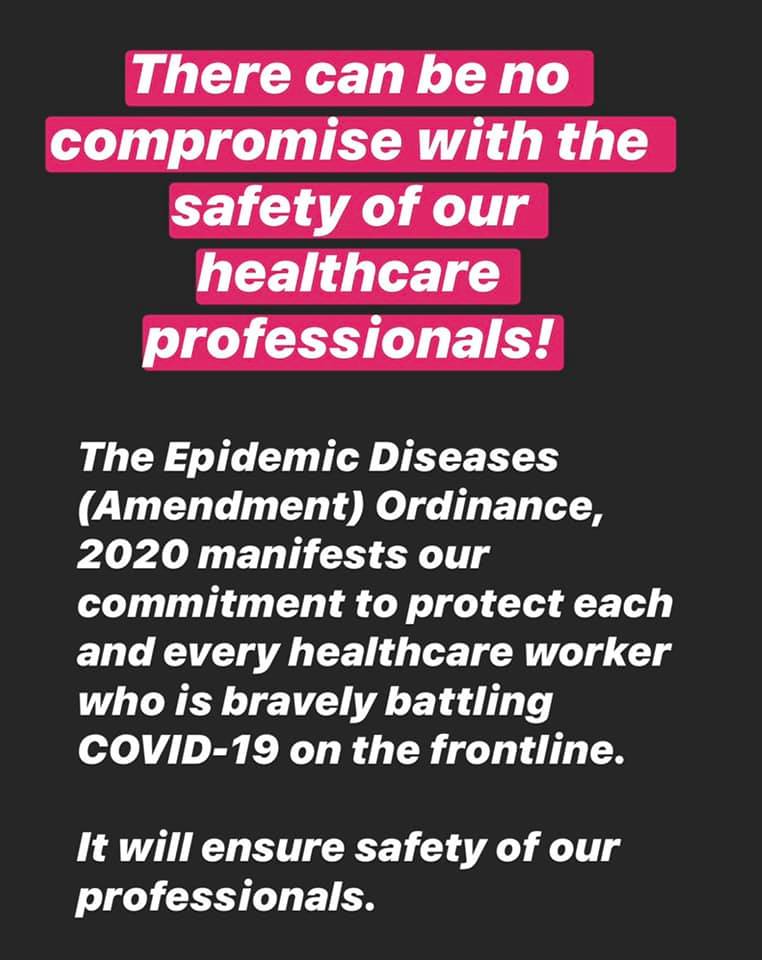 There can be no
compromise with the
safety of our
healthcare
professionals!
The Epidemic Diseases
(Amendment) Ordinance,
2020 manifests our
commitment to protect each
and every healthcare worker
who is bravely battling
COVID-19 on the frontline.
It will ensure safety of our
professionals.